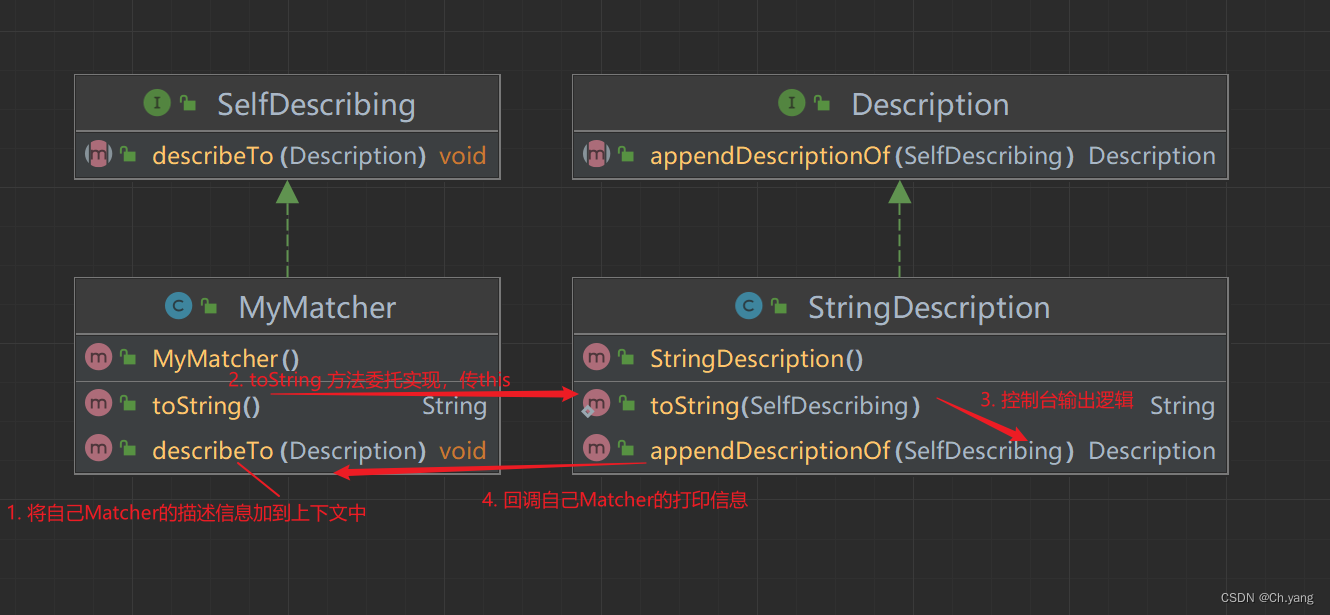 SelfDescribing
describeTo (Description) void
Description
appendDescriptionOf (SelfDescribing) Description
MyMatcher
MyMatcher ()
2. toString 方法委托实现，传this
toString() String
describeTo (Description) void
1. 将自己Matcher的描述信息加到上下文中
StringDescription
StringDescription ()
toString(SelfDescribing) String
3. 控制台输出逻辑
appendDescriptionOf (SelfDescribing) Description
4. 回调自己Matcher的打印信息
CSDN @Ch.yang